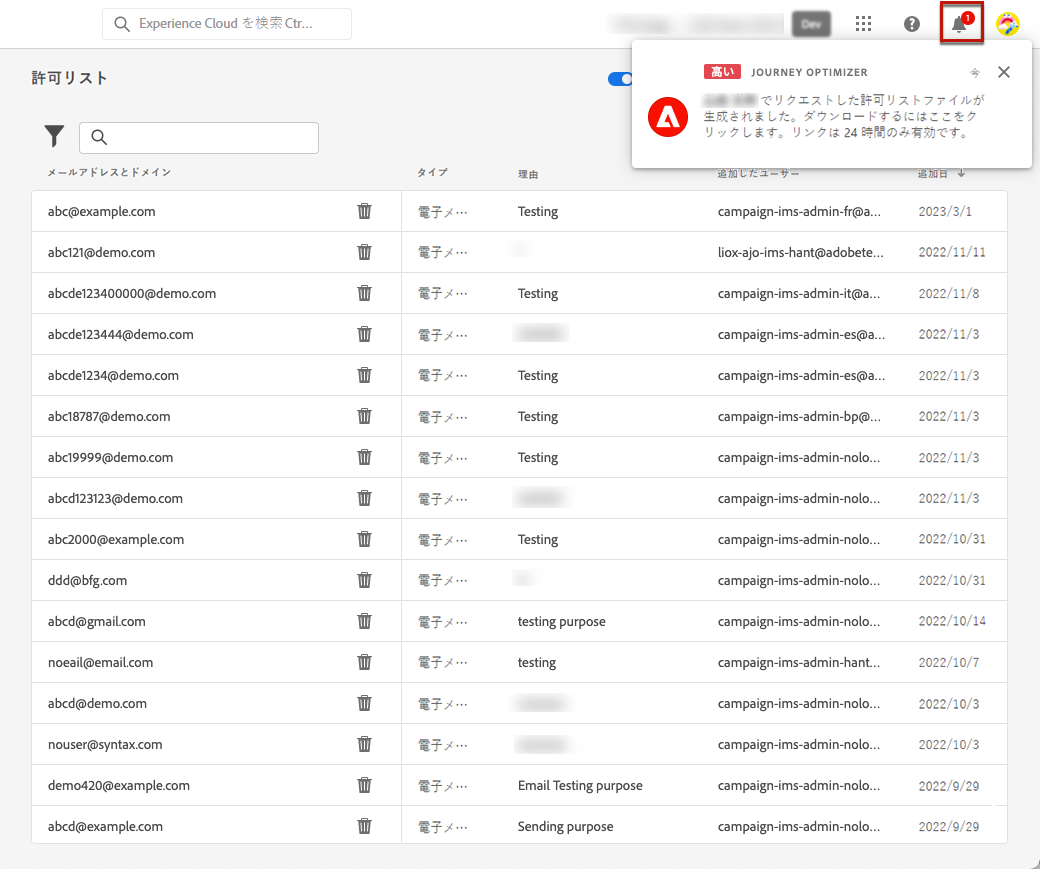 Experience Cloud を検索 Ctr...
Dev
1
許可リスト
高い JOURNEY OPTIMIZER 今
でリクエストした許可リストファイルが
生成されました。ダウンロードするにはここをク
リックします。リンクは 24 時間のみ有効です。
メールアドレスとドメイン タイプ 理由 追加したユーザー 追加日
abc@example.com 電子メ… Testing campaign-ims-admin-fr@a... 2023/3/1
abc121@demo.com 電子メ… liox-ajo-ims-hant@adobete... 2022/11/11
abcde123400000@demo.com 電子メ… Testing campaign-ims-admin-it@a... 2022/11/8
abcde123444@demo.com 電子メ… campaign-ims-admin-es@a... 2022/11/3
abcde1234@demo.com 電子メ… Testing campaign-ims-admin-es@a... 2022/11/3
abc18787@demo.com 電子メ… Testing campaign-ims-admin-bp@... 2022/11/3
abc19999@demo.com 電子メ… Testing campaign-ims-admin-nolo... 2022/11/3
abcd123123@demo.com 電子メ… campaign-ims-admin-nolo... 2022/11/3
abc2000@example.com 電子メ… Testing campaign-ims-admin-nolo... 2022/10/31
ddd@bfg.com 電子メ… campaign-ims-admin-nolo... 2022/10/31
abcd@gmail.com 電子メ… testing purpose campaign-ims-admin-nolo... 2022/10/14
noeail@email.com 電子メ… testing campaign-ims-admin-hant... 2022/10/7
abcd@demo.com 電子メ… campaign-ims-admin-nolo... 2022/10/3
nouser@syntax.com 電子メ… campaign-ims-admin-nolo... 2022/10/3
demo420@example.com 電子メ… Email Testing purpose campaign-ims-admin-nolo... 2022/9/29
abcd@example.com 電子メ… Sending purpose campaign-ims-admin-nolo... 2022/9/29